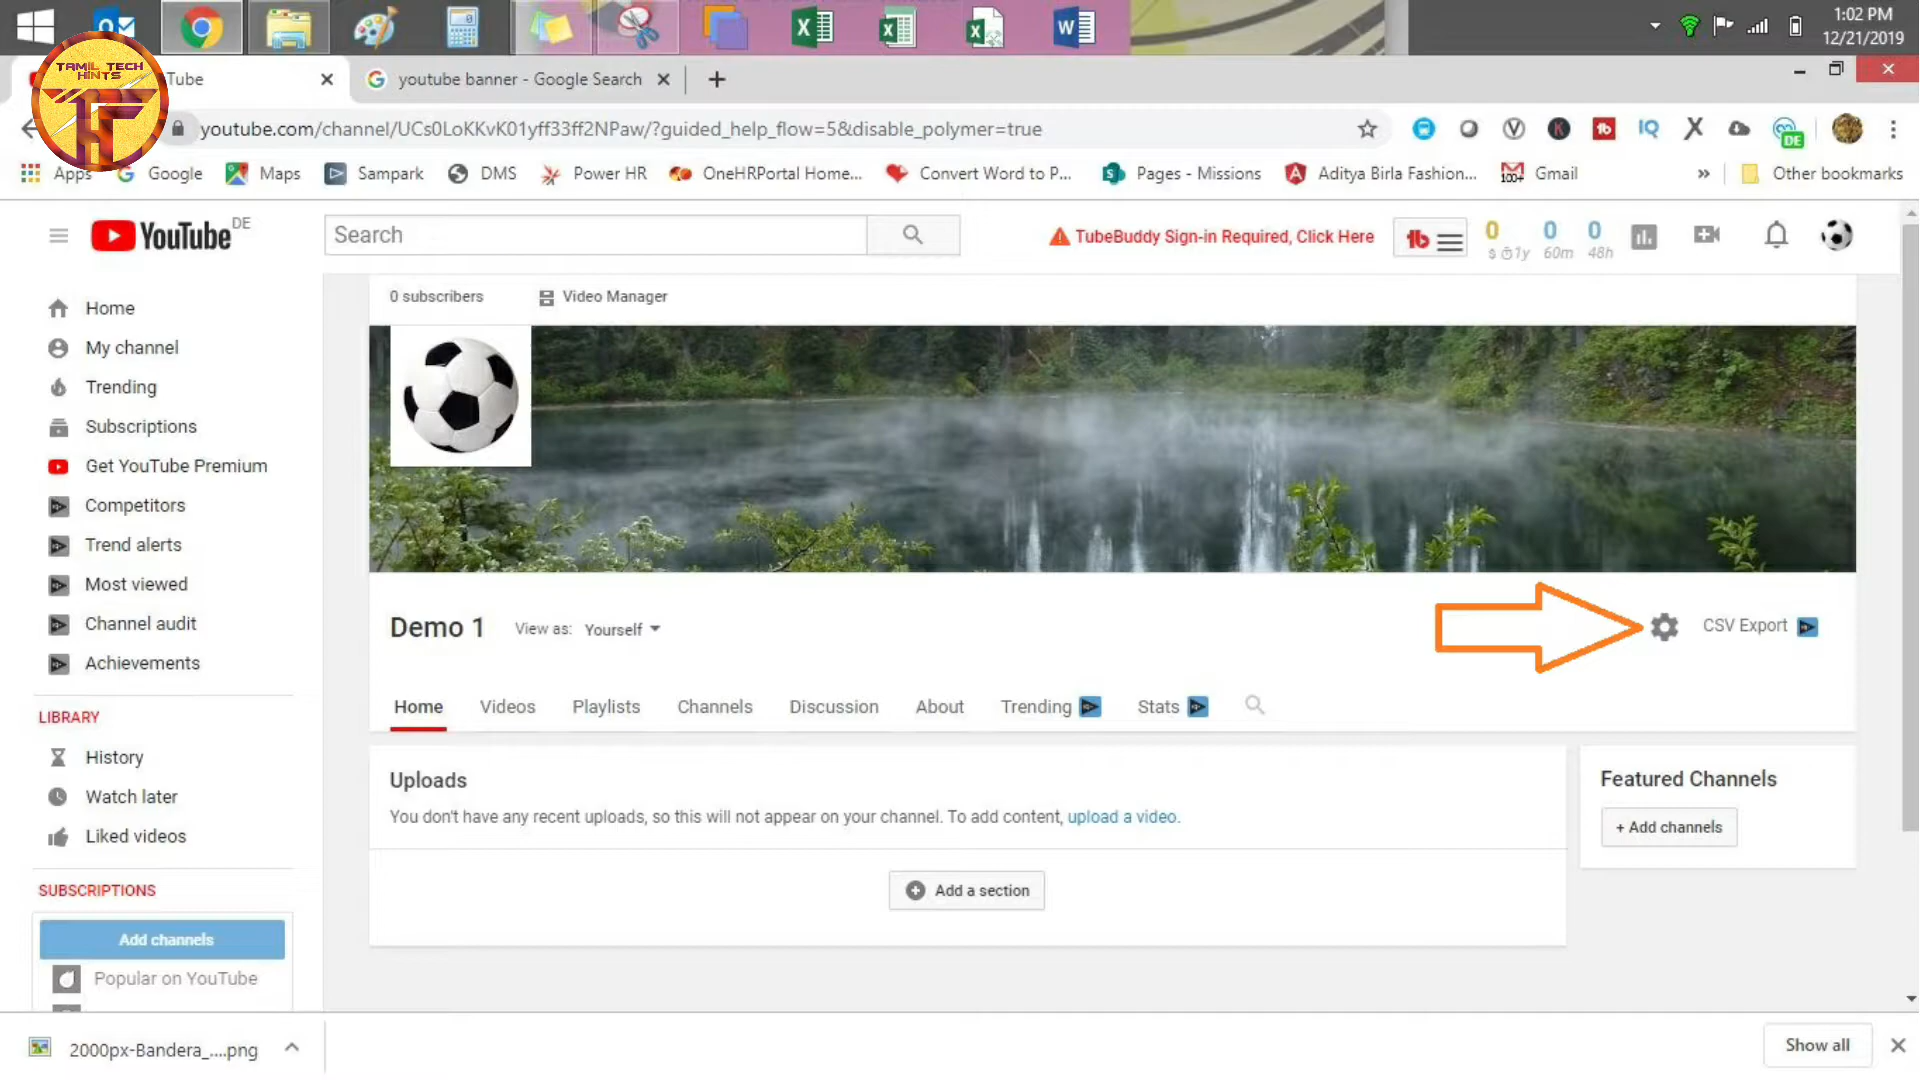 1:02 PM
12/21/2019
TAMIL TECH
HINTS
Tube
youtube banner - Google Search
youtube.com/channel/UCs0LoKKvK01yff33ff2NPaw/?guided_help_flow=5&disable_polymer=true
DE
Apps Google Maps Sampark DMS Power HR OneHRPortal Home... Convert Word to P... Pages - Missions Aditya Birla Fashion... 100+ Gmail » Other bookmarks
YouTube DE
Search
TubeBuddy Sign-in Required, Click Here
0 0 0
$ 1y 60m 48h
0 subscribers Video Manager
Home
My channel
Trending
Subscriptions
Get YouTube Premium
Competitors
Trend alerts
Most viewed
Channel audit
Achievements
LIBRARY
History
Watch later
Liked videos
SUBSCRIPTIONS
Add channels
Popular on YouTube
Demo 1 View as: Yourself
CSV Export
Home Videos Playlists Channels Discussion About Trending Stats
Uploads
You don't have any recent uploads, so this will not appear on your channel. To add content, upload a video.
Add a section
Featured Channels
+ Add channels
2000px-Bandera_....png
Show all